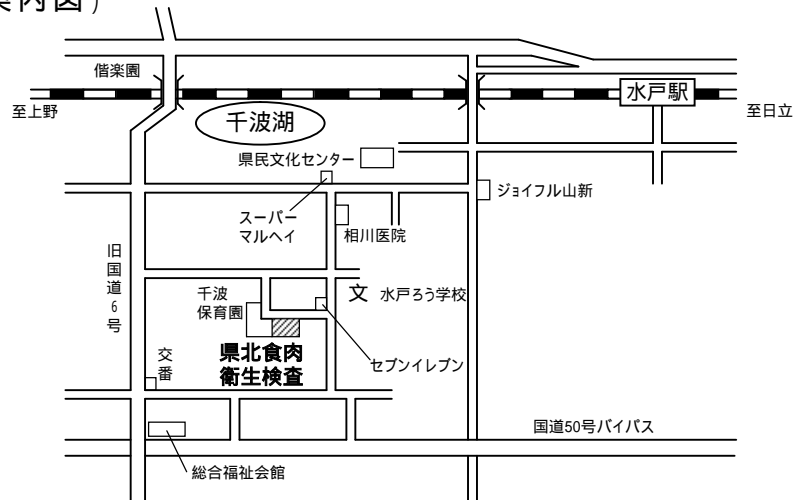 案内図）
偕楽園
至上野
千波湖
水戸駅
至日立
県民文化センター
ジョイフル山新
スーパー
マルヘイ
相川医院
旧国道6号
千波
保育園
文 水戸ろう学校
交番
県北食肉
衛生検査
セブンイレブン
国道50号バイパス
総合福祉会館